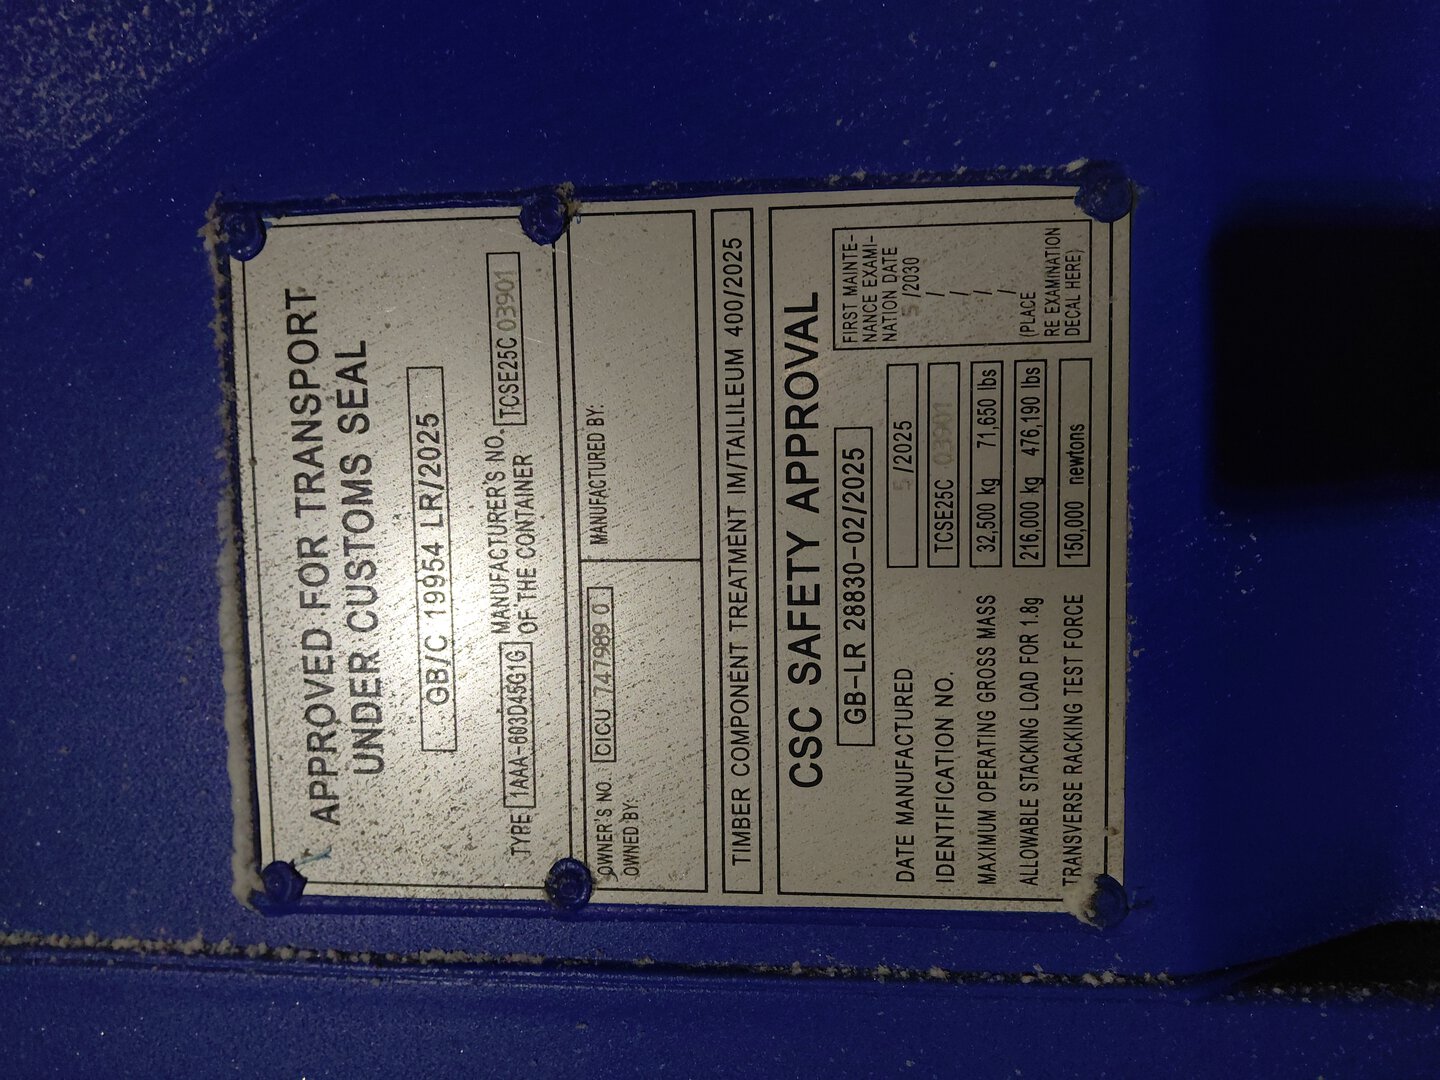 APPROVED FOR TRANSPORT
UNDER CUSTOMS SEAL
GB/C 19954 LR/2025
TYPE 1AAA-603D45G1G MANUFACTURER'S NO. OF THE CONTAINER TCSE25C 03901
OWNER'S NO. CICU 747989 0
OWNED BY:
MANUFACTURED BY:
TIMBER COMPONENT TREATMENT IM/TAILILEUM 400/2025
CSC SAFETY APPROVAL
GB-LR 28830-02/2025
DATE MANUFACTURED 5 /2025
IDENTIFICATION NO. TCSE25C 03901
MAXIMUM OPERATING GROSS MASS 32,500 kg 71,650 lbs
ALLOWABLE STACKING LOAD FOR 1.8g 216,000 kg 476,190 lbs
TRANSVERSE RACKING TEST FORCE 150,000 newtons
FIRST MAINTE-
NANCE EXAMI-
NATION DATE
5 /2030
/
/
/
/
(PLACE
RE EXAMINATION
DECAL HERE)